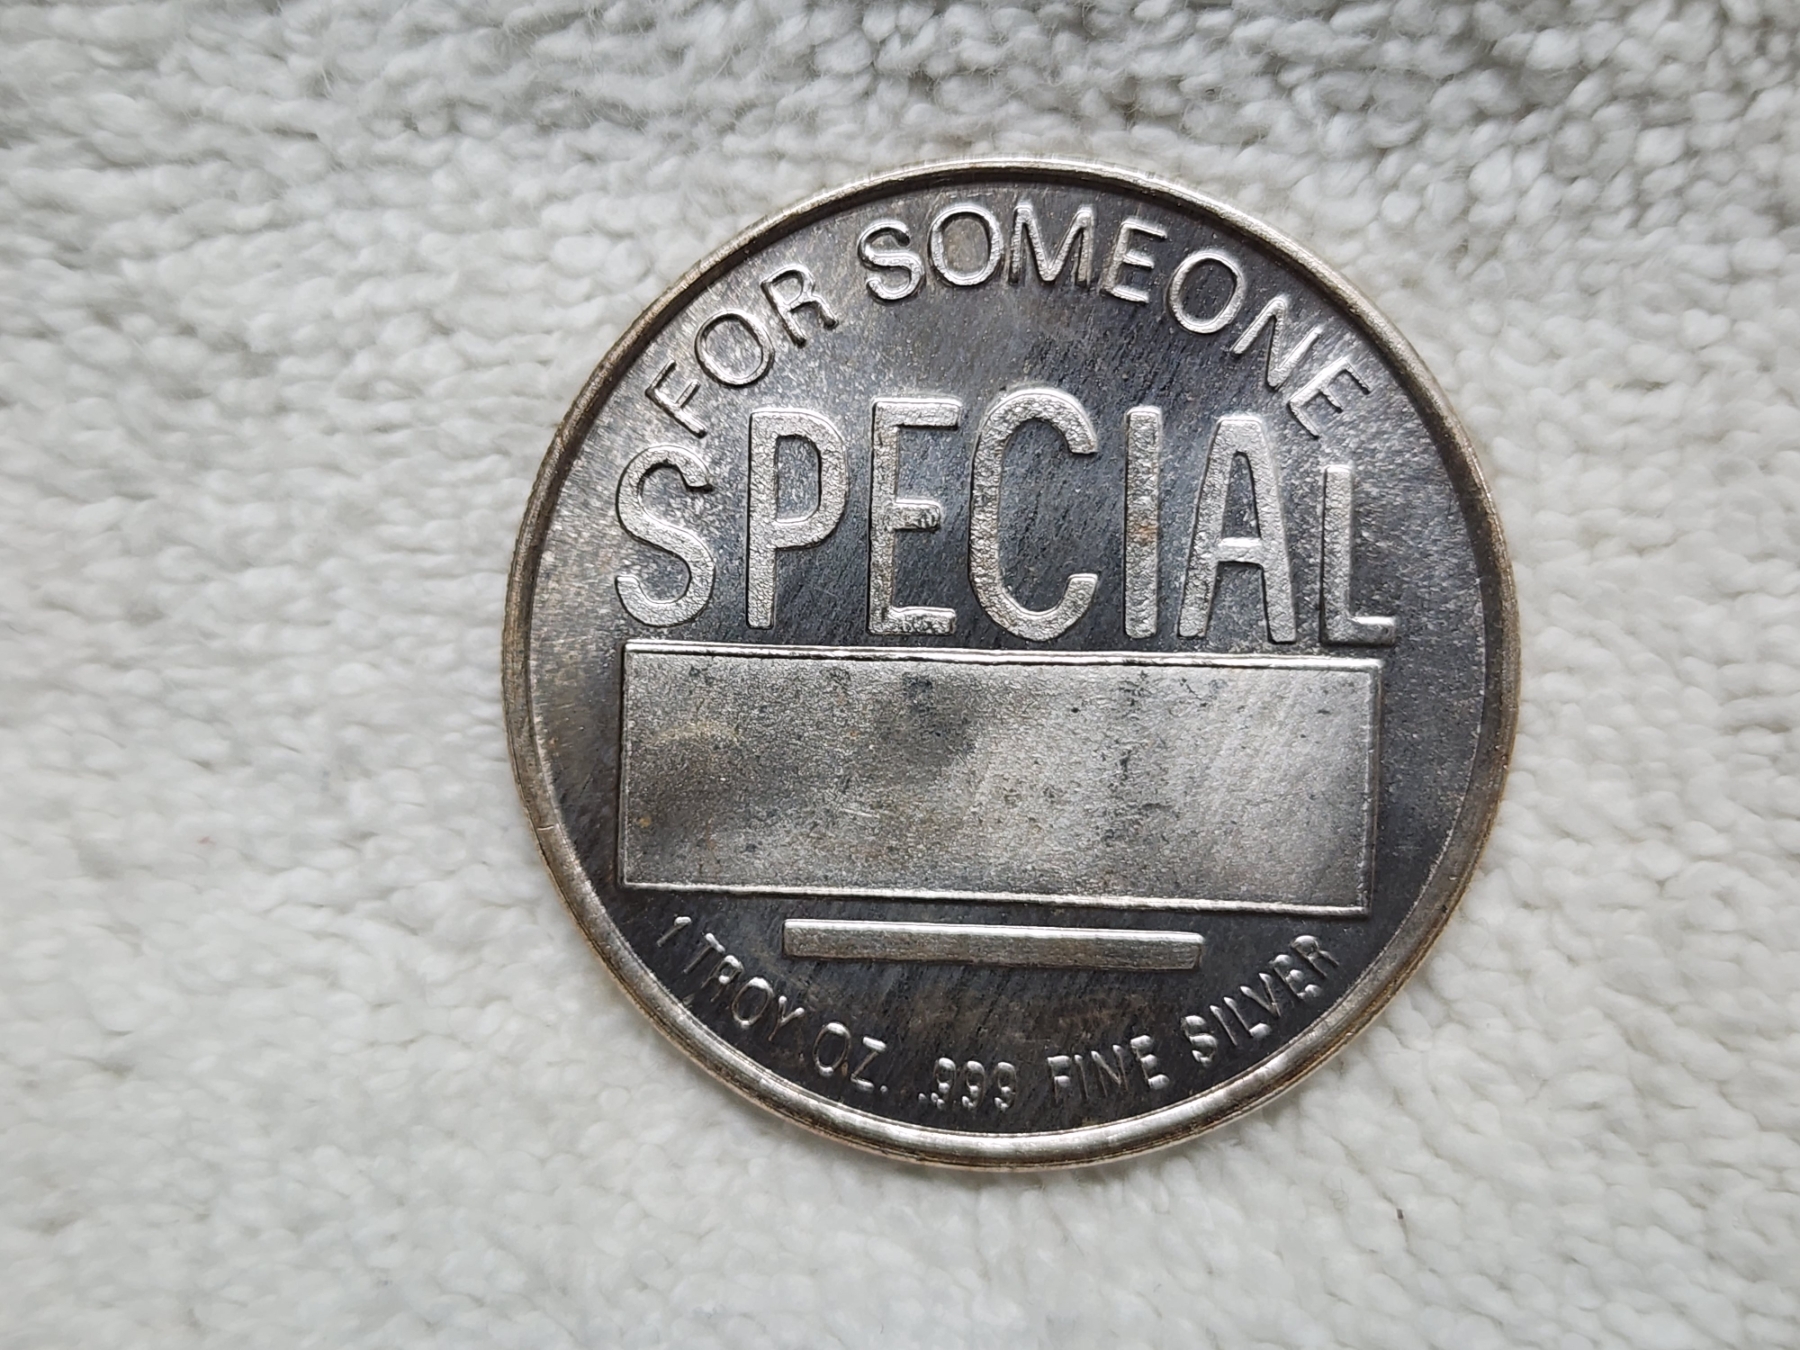 FOR SOMEONE
SPECIAL
1 TROY OZ. .999 FINE SILVER